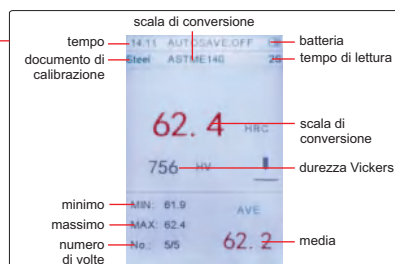 scala di conversione
tempo 14:11 AUTOSAVE:OFF batteria
documento di calibrazione Steel ASTME140 25 tempo di lettura
62.4 HRC scala di conversione
756 HV durezza Vickers
minimo MIN: 61.9 AVE
massimo MAX: 62.4
numero di volte No.: 5/5 62.2 media